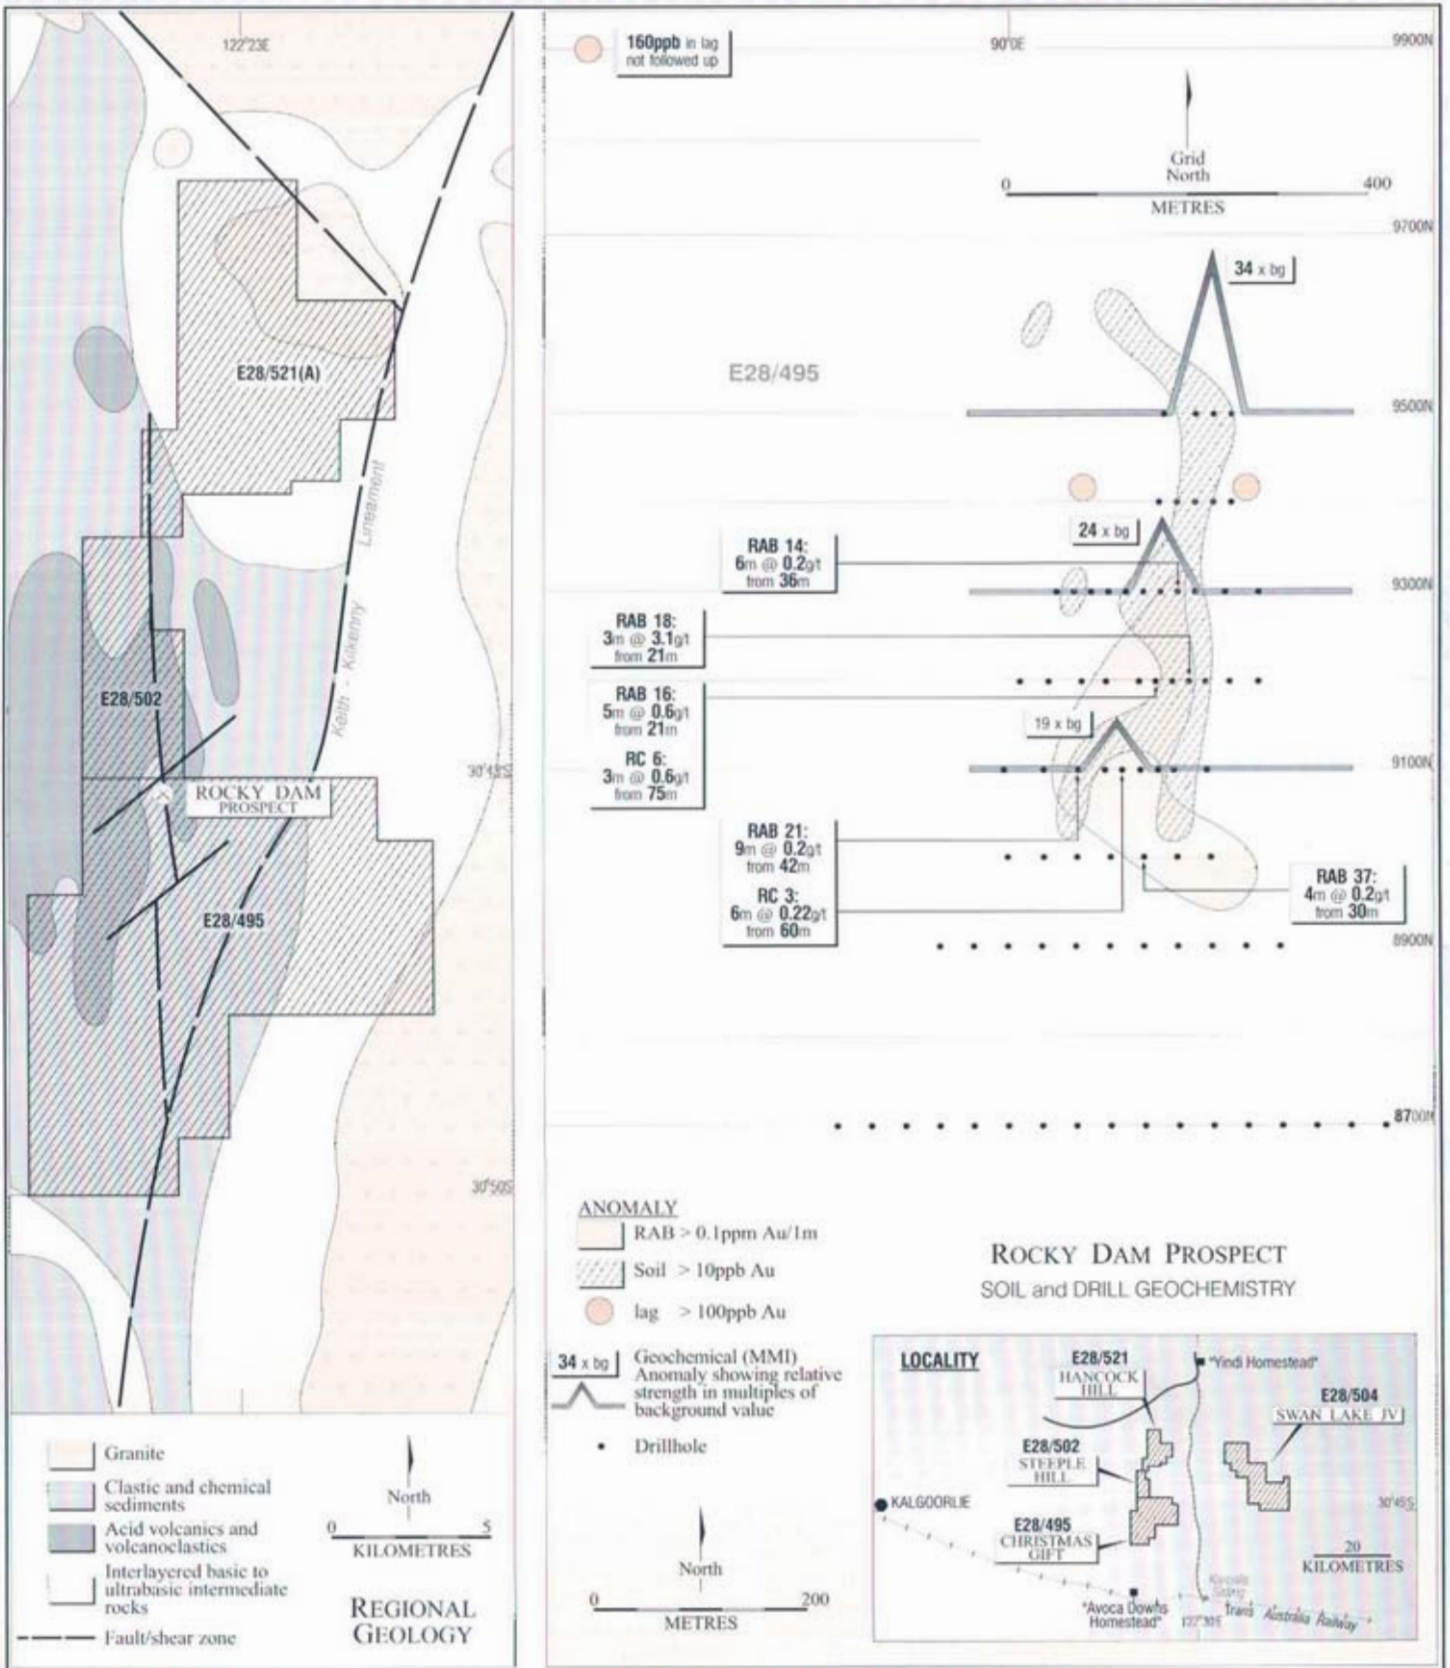 122°23E
E28/521(A)
Keith - Kilkenny Lineament
E28/502
ROCKY DAM
PROSPECT
E28/495
30°50S
Granite
Clastic and chemical
sediments
Acid volcanics and
volcanoclastics
Interlayered basic to
ultrabasic intermediate
rocks
Fault/shear zone
North
0 5
KILOMETRES
REGIONAL
GEOLOGY
160ppb in lag
not followed up
9900N
Grid
North
0 400
METRES
9700N
34 x bg
E28/495
9500N
24 x bg
RAB 14:
6m @ 0.2g/t
from 36m
9300N
RAB 18:
3m @ 3.1g/t
from 21m
RAB 16:
5m @ 0.6g/t
from 21m
RC 6:
3m @ 0.6g/t
from 75m
19 x bg
9100N
RAB 21:
9m @ 0.2g/t
from 42m
RC 3:
6m @ 0.22g/t
from 60m
RAB 37:
4m @ 0.2g/t
from 30m
8900N
8700N
ANOMALY
RAB > 0.1ppm Au/1m
Soil > 10ppb Au
lag > 100ppb Au
34 x bg
Geochemical (MMI)
Anomaly showing relative
strength in multiples of
background value
Drillhole
North
0 200
METRES
ROCKY DAM PROSPECT
SOIL and DRILL GEOCHEMISTRY
LOCALITY
E28/521
HANCOCK
HILL
"Yindi Homestead"
E28/504
SWAN LAKE JV
E28/502
STEEPLE
HILL
KALGOORLIE
30°45S
E28/495
CHRISTMAS
GIFT
20
KILOMETRES
"Avoca Downs
Homestead"
122°30E
Trans Australia Railway